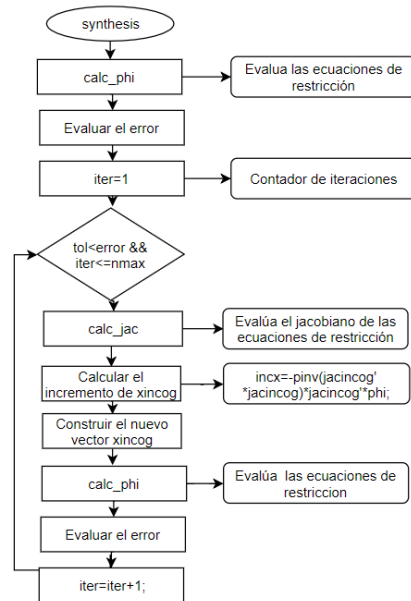 synthesis
calc_phi
Evalua las ecuaciones de
restricción
Evaluar el error
iter=1
Contador de iteraciones
tol<error &&
iter<=nmax
calc_jac
Evalúa el jacobiano de las
ecuaciones de restricción
Calcular el
incremento de xincog
incx=-pinv(jacincog'
*jacincog)*jacincog'*phi;
Construir el nuevo
vector xincog
calc_phi
Evalúa las ecuaciones de
restriccion
Evaluar el error
iter=iter+1;